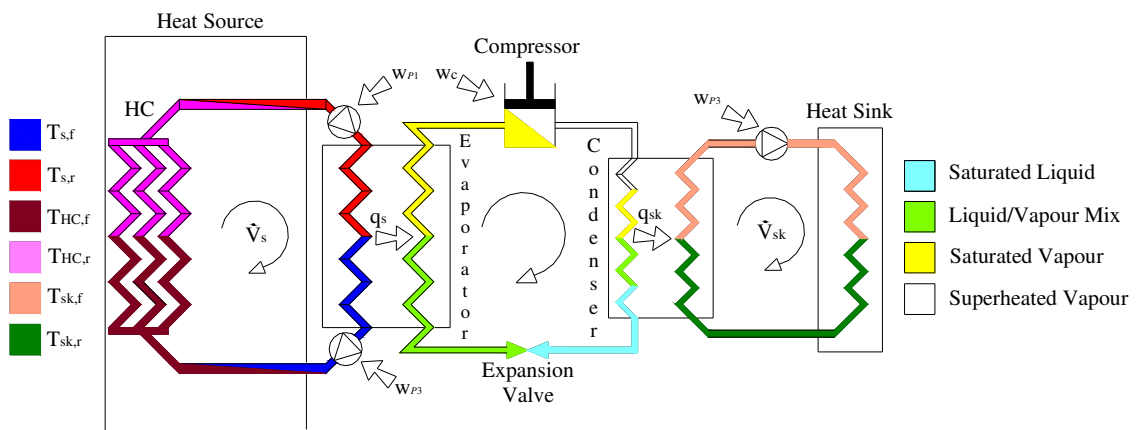 Heat Source
Compressor
Heat Sink
HC
w_P1
w_c
w_P3
T_s,f
T_s,r
T_HC,f
T_HC,r
T_sk,f
T_sk,r
V̇_s
q_s
Evaporator
Condenser
q_sk
V̇_sk
w_P3
Expansion
Valve
Saturated Liquid
Liquid/Vapour Mix
Saturated Vapour
Superheated Vapour